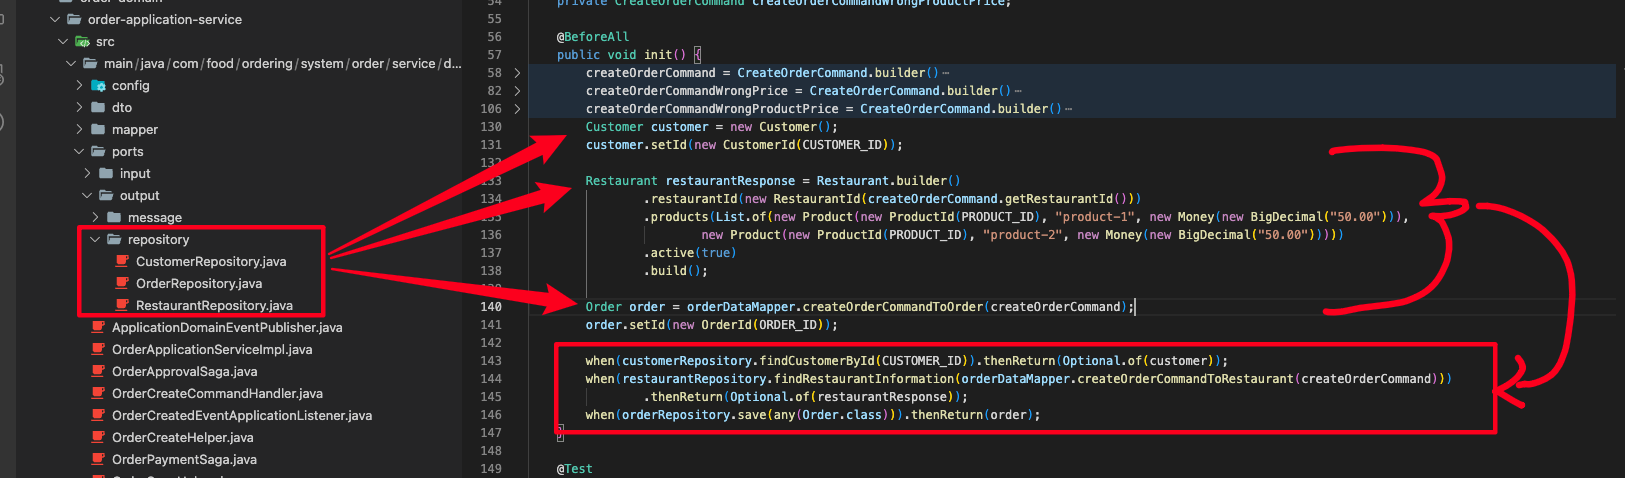 order-domain
order-application-service
src
main/java/com/food/ordering/system/order/service/d...
config
dto
mapper
ports
input
output
message
repository
CustomerRepository.java
OrderRepository.java
RestaurantRepository.java
ApplicationDomainEventPublisher.java
OrderApplicationServiceImpl.java
OrderApprovalSaga.java
OrderCreateCommandHandler.java
OrderCreatedEventApplicationListener.java
OrderCreateHelper.java
OrderPaymentSaga.java
54 private CreateOrderCommand createOrderCommandWrongProductPrice;
55
56 @BeforeAll
57 public void init() {
58 createOrderCommand = CreateOrderCommand.builder()…
82 createOrderCommandWrongPrice = CreateOrderCommand.builder()…
106 createOrderCommandWrongProductPrice = CreateOrderCommand.builder()…
130 Customer customer = new Customer();
131 customer.setId(new CustomerId(CUSTOMER_ID));
132
133 Restaurant restaurantResponse = Restaurant.builder()
134 .restaurantId(new RestaurantId(createOrderCommand.getRestaurantId()))
135 .products(List.of(new Product(new ProductId(PRODUCT_ID), "product-1", new Money(new BigDecimal("50.00"))),
136 new Product(new ProductId(PRODUCT_ID), "product-2", new Money(new BigDecimal("50.00")))))
137 .active(true)
138 .build();
139
140 Order order = orderDataMapper.createOrderCommandToOrder(createOrderCommand);
141 order.setId(new OrderId(ORDER_ID));
142
143 when(customerRepository.findCustomerById(CUSTOMER_ID)).thenReturn(Optional.of(customer));
144 when(restaurantRepository.findRestaurantInformation(orderDataMapper.createOrderCommandToRestaurant(createOrderCommand)))
145 .thenReturn(Optional.of(restaurantResponse));
146 when(orderRepository.save(any(Order.class))).thenReturn(order);
147 }
148
149 @Test